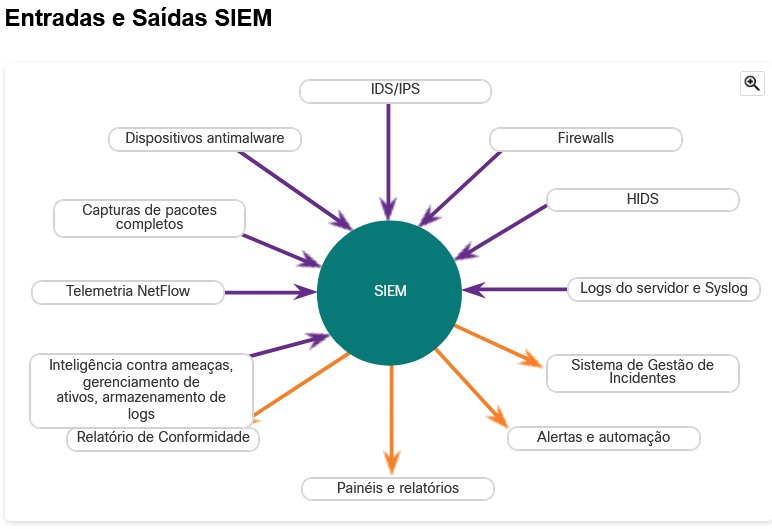 Entradas e Saídas SIEM
IDS/IPS
Dispositivos antimalware
Firewalls
Capturas de pacotes
completos
HIDS
Telemetria NetFlow
SIEM
Logs do servidor e Syslog
Inteligência contra ameaças,
gerenciamento de
ativos, armazenamento de
logs
Sistema de Gestão de
Incidentes
Relatório de Conformidade
Alertas e automação
Painéis e relatórios